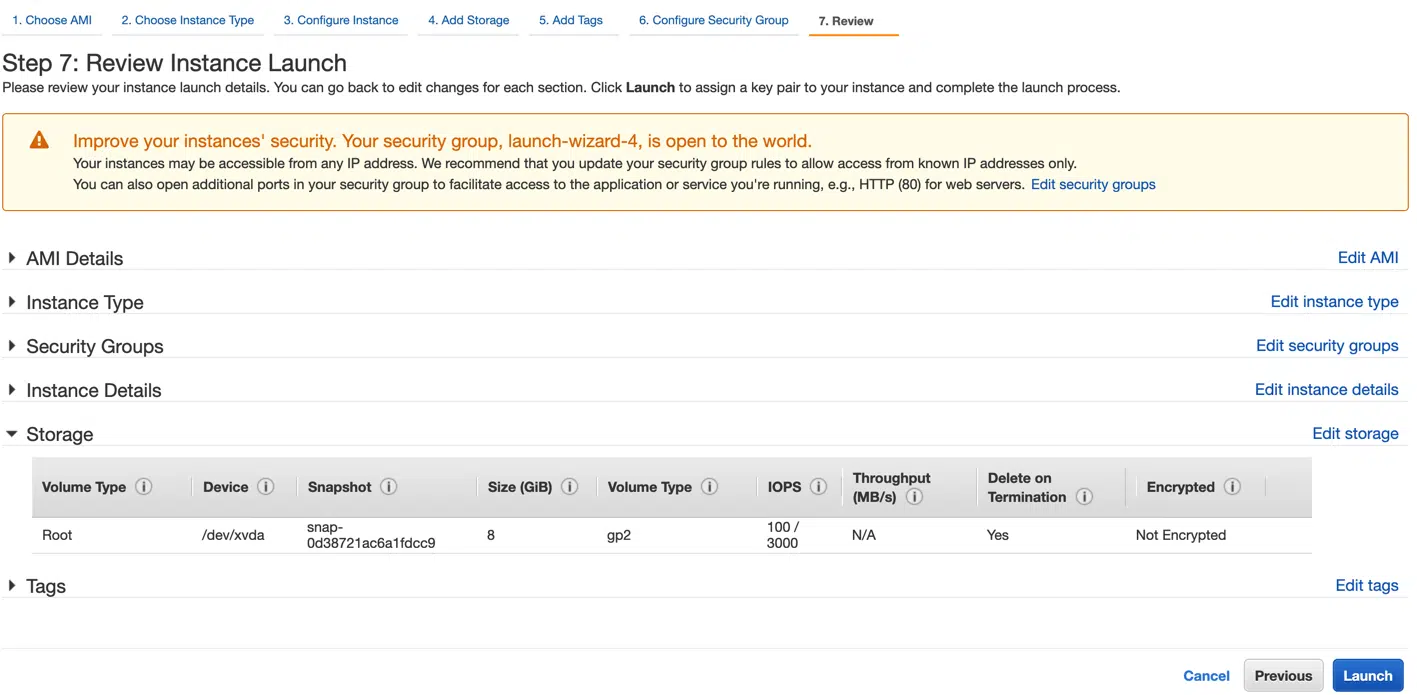 1. Choose AMI 2. Choose Instance Type 3. Configure Instance 4. Add Storage 5. Add Tags 6. Configure Security Group 7. Review
Step 7: Review Instance Launch
Please review your instance launch details. You can go back to edit changes for each section. Click Launch to assign a key pair to your instance and complete the launch process.
Improve your instances' security. Your security group, launch-wizard-4, is open to the world.
Your instances may be accessible from any IP address. We recommend that you update your security group rules to allow access from known IP addresses only.
You can also open additional ports in your security group to facilitate access to the application or service you're running, e.g., HTTP (80) for web servers. Edit security groups
AMI Details Edit AMI
Instance Type Edit instance type
Security Groups Edit security groups
Instance Details Edit instance details
Storage Edit storage
Volume Type i Device i Snapshot i Size (GiB) i Volume Type i IOPS i Throughput (MB/s) i Delete on Termination i Encrypted i
Root /dev/xvda snap-0d38721ac6a1fdcc9 8 gp2 100 / 3000 N/A Yes Not Encrypted
Tags Edit tags
Cancel Previous Launch